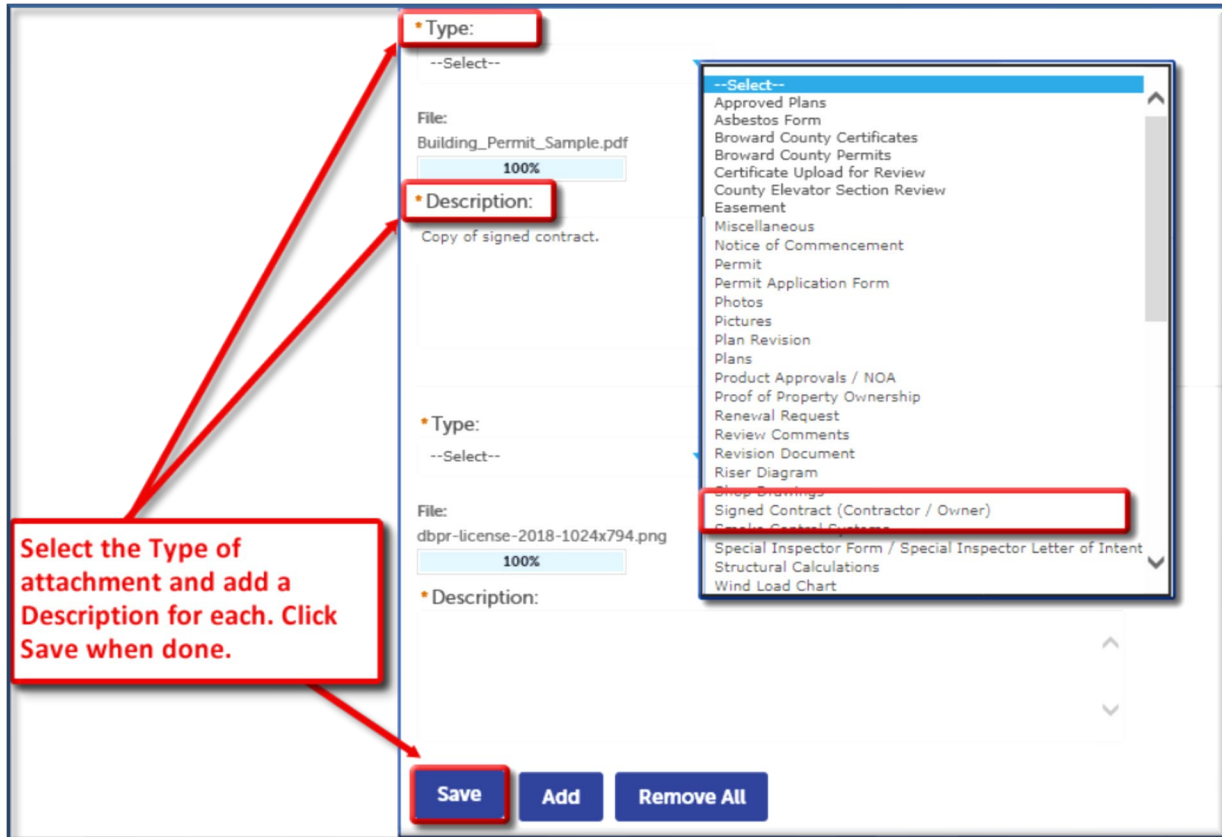 * Type:
--Select--
File:
Building_Permit_Sample.pdf
100%
* Description:
Copy of signed contract.
--Select--
Approved Plans
Asbestos Form
Broward County Certificates
Broward County Permits
Certificate Upload for Review
County Elevator Section Review
Easement
Miscellaneous
Notice of Commencement
Permit
Permit Application Form
Photos
Pictures
Plan Revision
Plans
Product Approvals / NOA
Proof of Property Ownership
Renewal Request
Review Comments
Revision Document
Riser Diagram
Shop Drawings
Signed Contract (Contractor / Owner)
Smoke Control Systems
Special Inspector Form / Special Inspector Letter of Intent
Structural Calculations
Wind Load Chart
* Type:
--Select--
File:
dbpr-license-2018-1024x794.png
100%
* Description:
Select the Type of
attachment and add a
Description for each. Click
Save when done.
Save
Add
Remove All